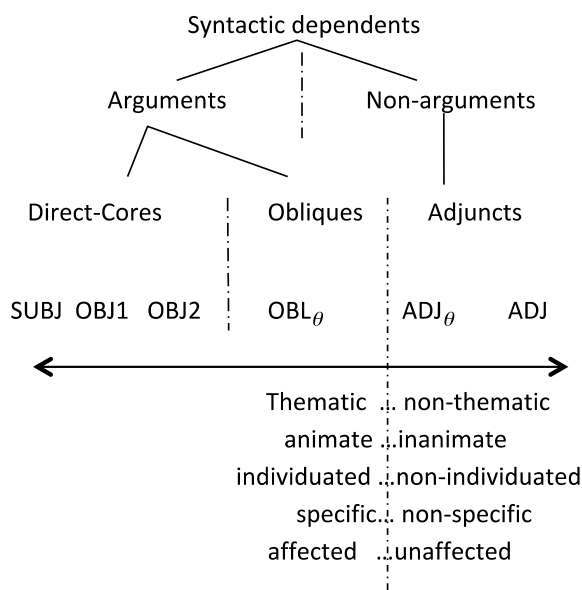 Syntactic dependents
Arguments Non-arguments
Direct-Cores Obliques Adjuncts
SUBJ OBJ1 OBJ2 OBLθ ADJθ ADJ
Thematic ... non-thematic
animate ...inanimate
individuated ...non-individuated
specific... non-specific
affected ...unaffected